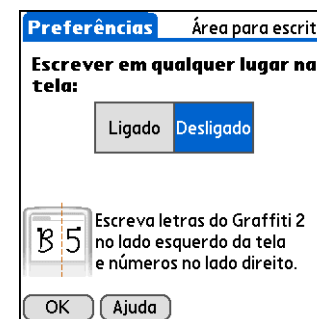 Preferências Área para escrit
Escrever em qualquer lugar na
tela:
Ligado Desligado
B 5
Escreva letras do Graffiti 2
no lado esquerdo da tela
e números no lado direito.
OK Ajuda